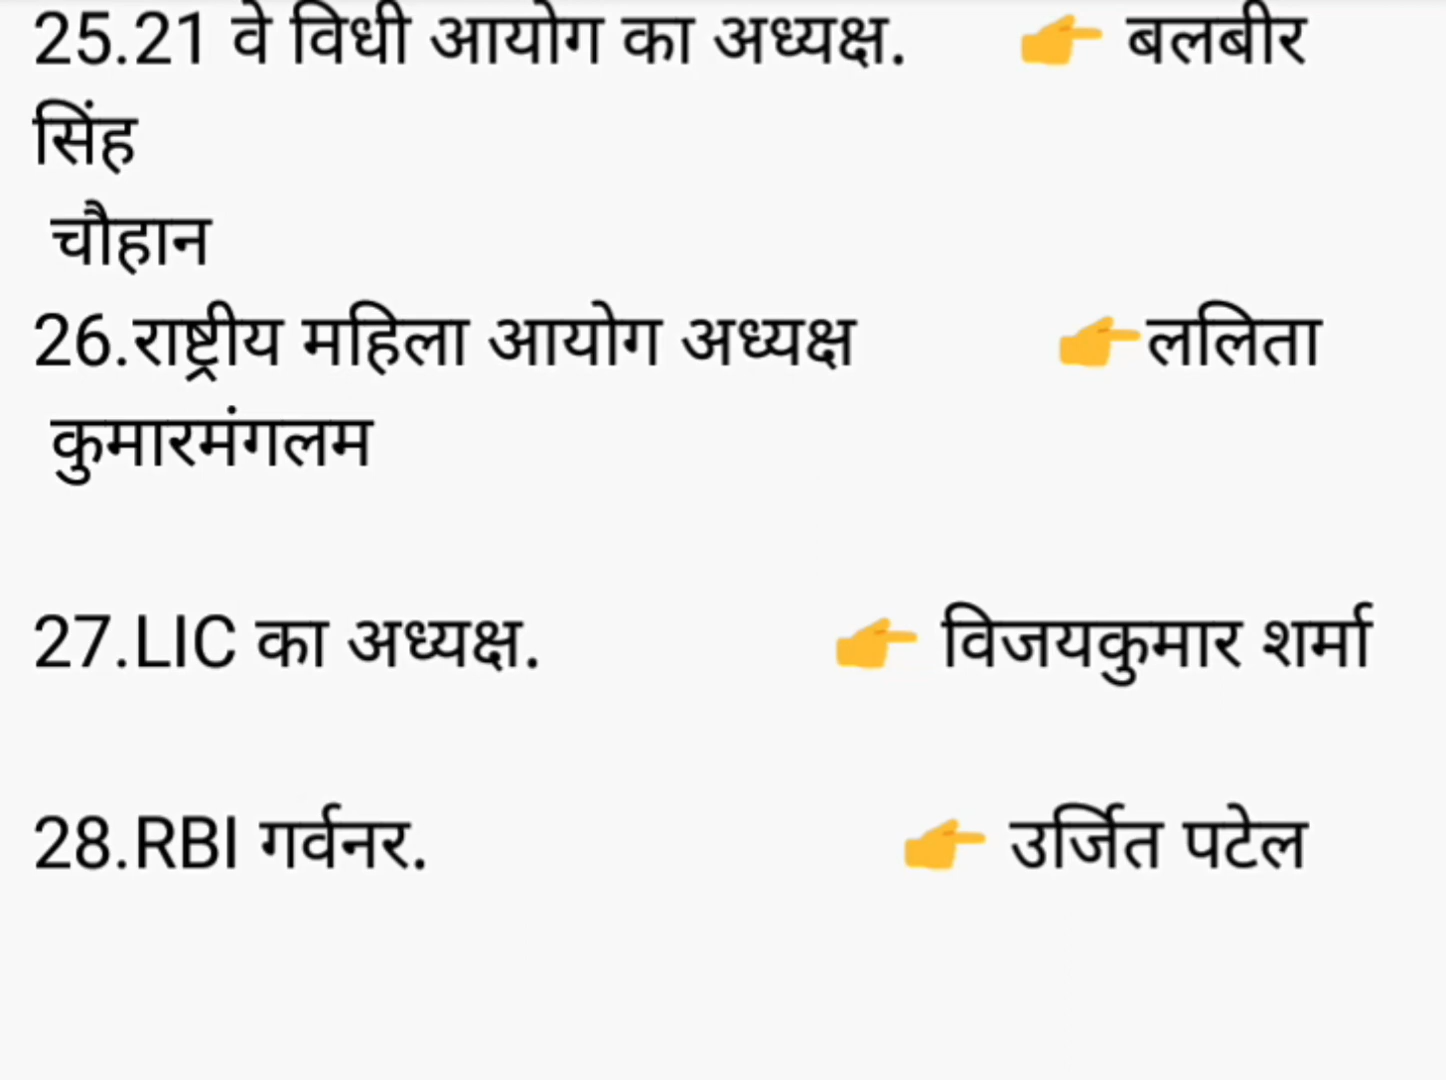 25.21 वे विधी आयोग का अध्यक्ष. 👉 बलबीर
सिंह
चौहान
26.राष्ट्रीय महिला आयोग अध्यक्ष 👉ललिता
कुमारमंगलम
27.LIC का अध्यक्ष. 👉 विजयकुमार शर्मा
28.RBI गर्वनर. 👉 उर्जित पटेल